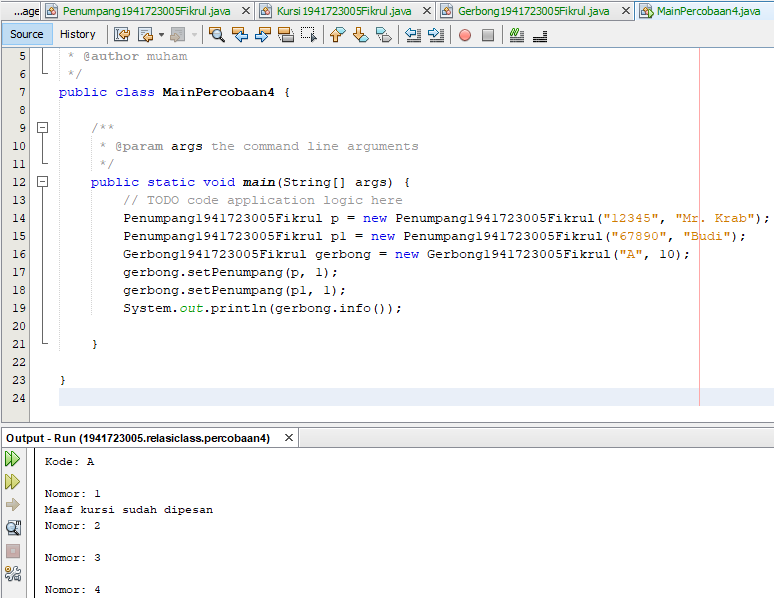 ...age Penumpang1941723005Fikrul.java Kursi1941723005Fikrul.java Gerbong1941723005Fikrul.java MainPercobaan4.java
Source History
5 * @author muham
6 */
7 public class MainPercobaan4 {
8
9 /**
10 * @param args the command line arguments
11 */
12 public static void main(String[] args) {
13 // TODO code application logic here
14 Penumpang1941723005Fikrul p = new Penumpang1941723005Fikrul("12345", "Mr. Krab");
15 Penumpang1941723005Fikrul p1 = new Penumpang1941723005Fikrul("67890", "Budi");
16 Gerbong1941723005Fikrul gerbong = new Gerbong1941723005Fikrul("A", 10);
17 gerbong.setPenumpang(p, 1);
18 gerbong.setPenumpang(p1, 1);
19 System.out.println(gerbong.info());
20
21 }
22
23 }
24
Output - Run (1941723005.relasiclass.percobaan4)
Kode: A
Nomor: 1
Maaf kursi sudah dipesan
Nomor: 2
Nomor: 3
Nomor: 4